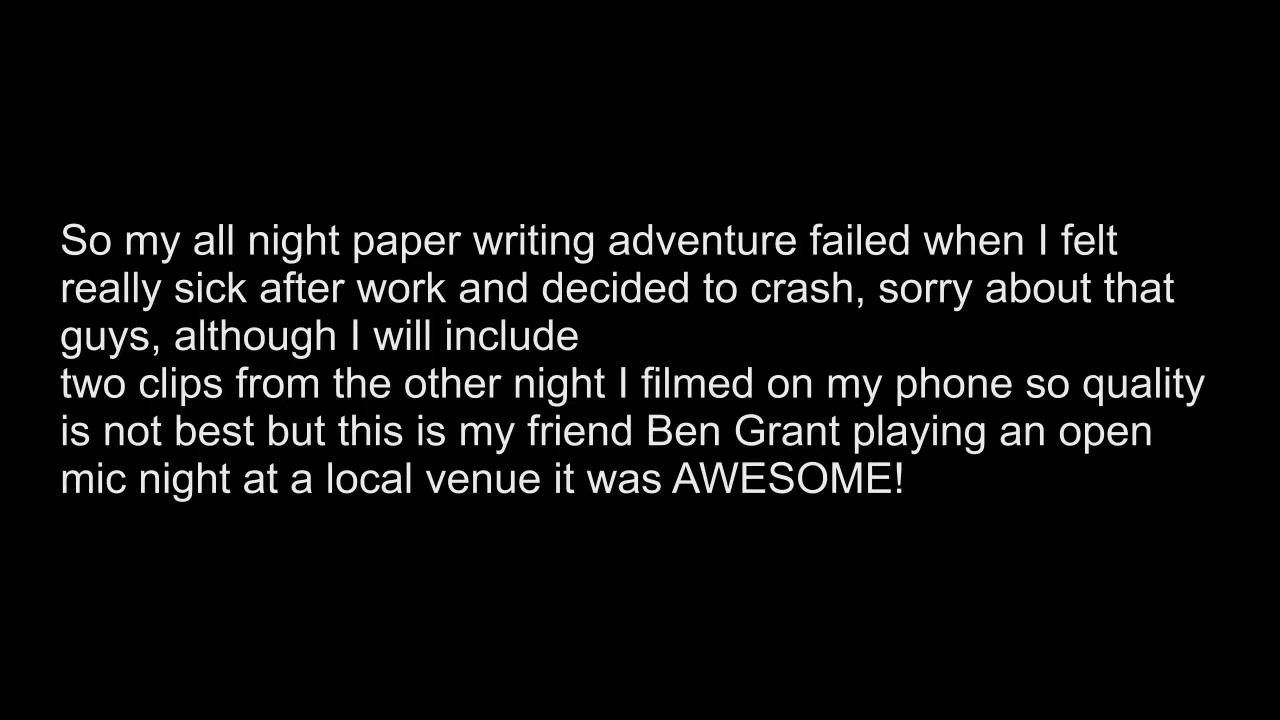 So my all night paper writing adventure failed when I felt
really sick after work and decided to crash, sorry about that
guys, although I will include
two clips from the other night I filmed on my phone so quality
is not best but this is my friend Ben Grant playing an open
mic night at a local venue it was AWESOME!